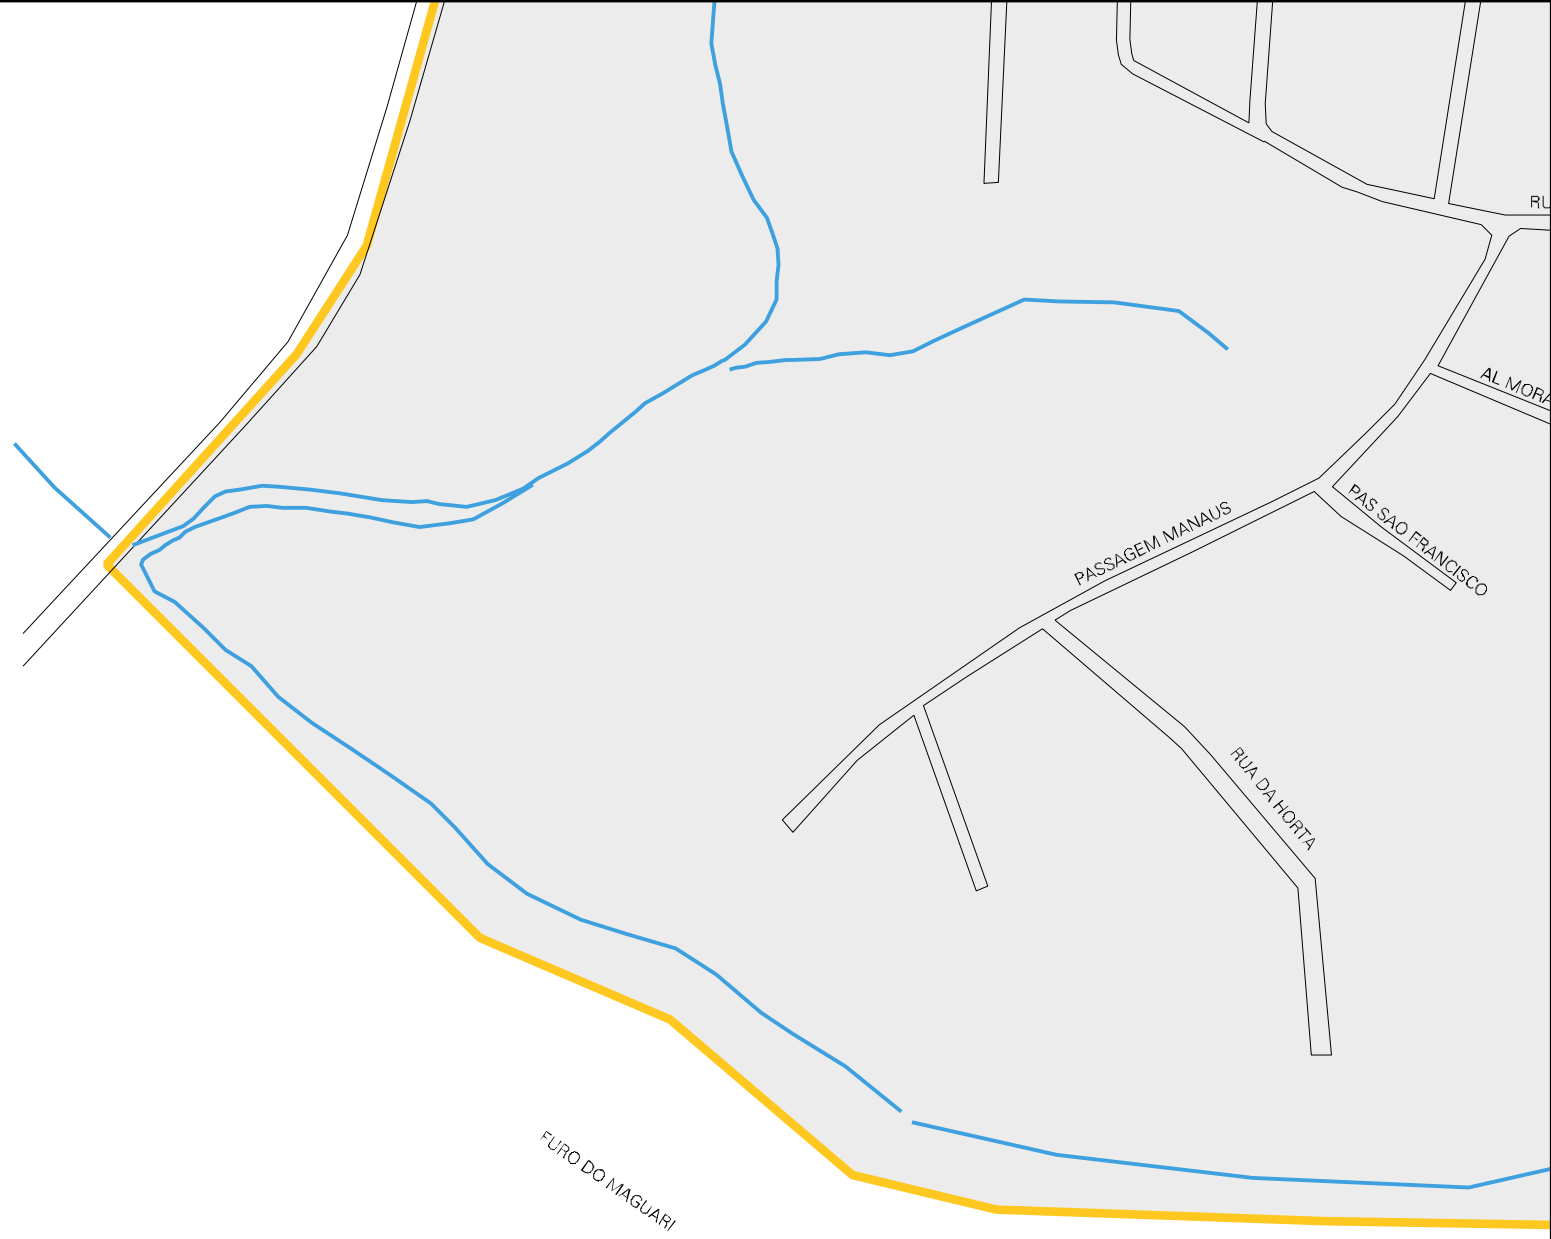 RU
AL MORA
PAS SAO FRANCISCO
PASSAGEM MANAUS
RUA DA HORTA
FURO DO MAGUARI